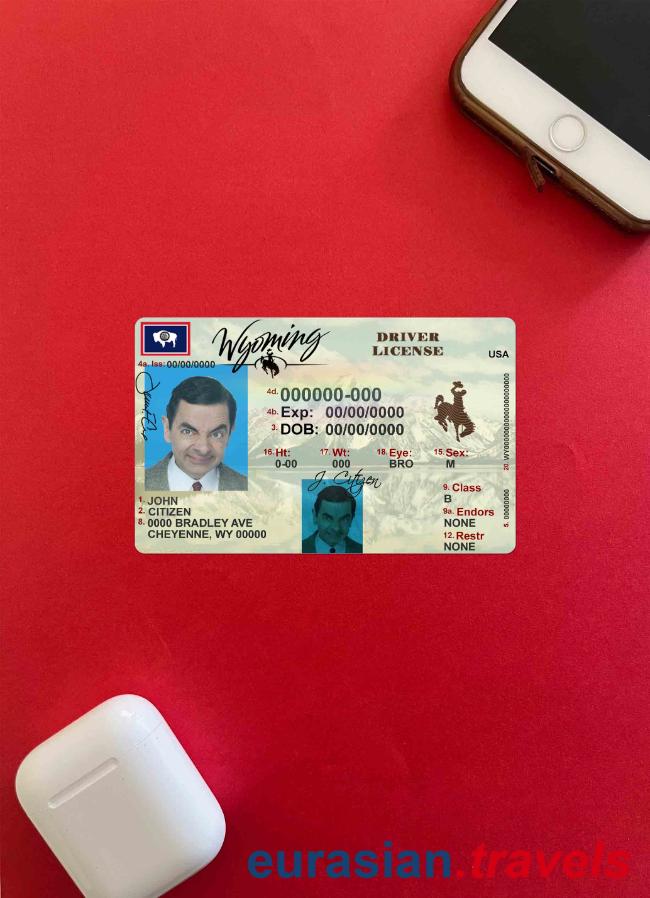 Wyoming
DRIVER
LICENSE
USA
4a. Iss: 00/00/0000
4d. 000000-000
4b. Exp: 00/00/0000
3. DOB: 00/00/0000
16. Ht:
0-00
17. Wt:
000
18. Eye:
BRO
15. Sex:
M
J. Citizen
1. JOHN
2. CITIZEN
8. 0000 BRADLEY AVE
CHEYENNE, WY 00000
9. Class
B
9a. Endors
NONE
12. Restr
NONE
5. 00000000
eurasian.travels